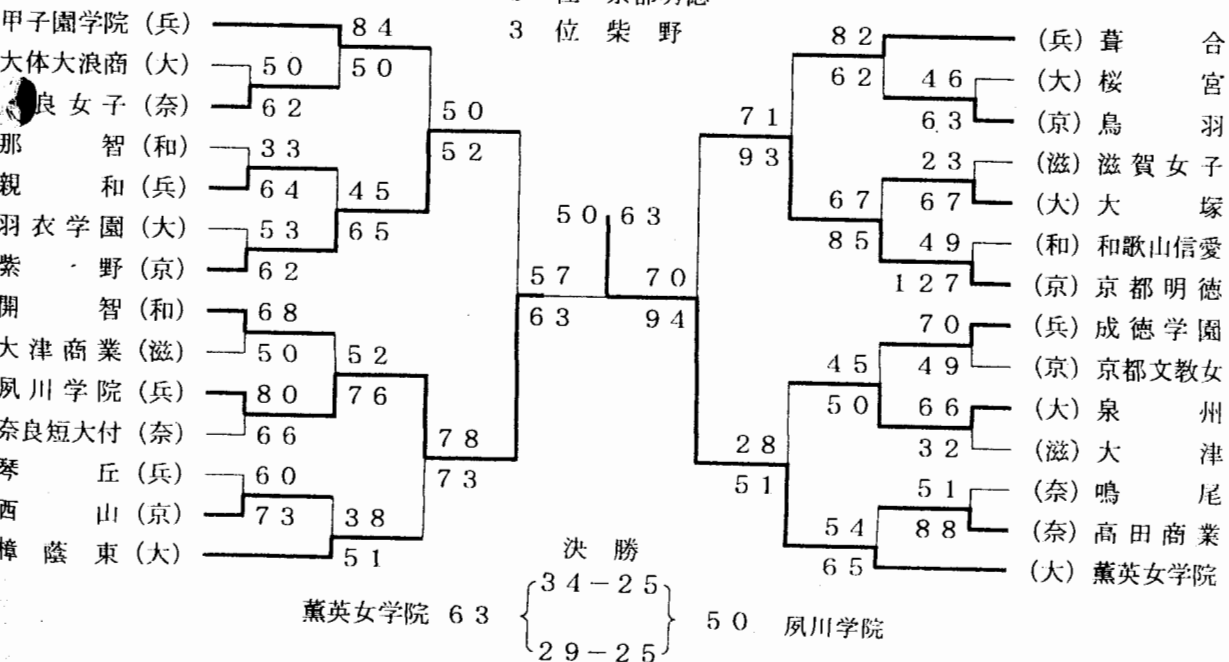 3 位 柴 野
甲子園学院 (兵)
大体大浪商 (大)
良 女 子 (奈)
那 智 (和)
親 和 (兵)
羽衣学園 (大)
紫 野 (京)
開 智 (和)
大津商業 (滋)
夙川学院 (兵)
奈良短大付 (奈)
琴 丘 (兵)
西 山 (京)
樟 蔭 東 (大)
84
50
50
62
33
64
45
65
53
62
50
52
68
50
52
76
80
66
78
73
60
73
38
51
57
63
50 63
70
94
82
62
46
63
71
93
23
67
67
85
49
127
70
49
45
50
66
32
28
51
51
88
54
65
(兵) 葺 合
(大) 桜 宮
(京) 鳥 羽
(滋) 滋賀女子
(大) 大 塚
(和) 和歌山信愛
(京) 京都明徳
(兵) 成徳学園
(京) 京都文教女
(大) 泉 州
(滋) 大 津
(奈) 鳴 尾
(奈) 高田商業
(大) 薫英女学院
決 勝
34-25
薫英女学院 63 50 夙川学院
29-25